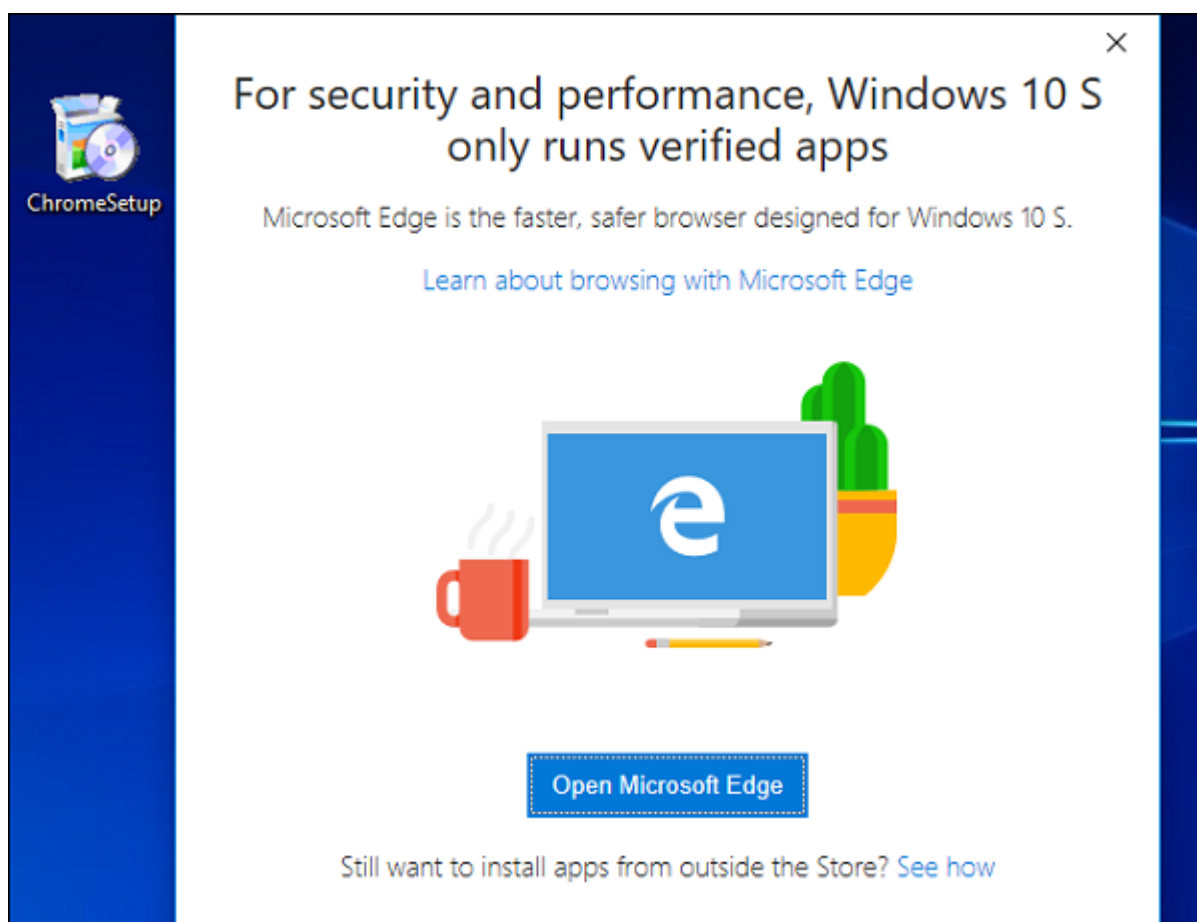 For security and performance, Windows 10 S
only runs verified apps
ChromeSetup
Microsoft Edge is the faster, safer browser designed for Windows 10 S.
Learn about browsing with Microsoft Edge
Open Microsoft Edge
Still want to install apps from outside the Store? See how